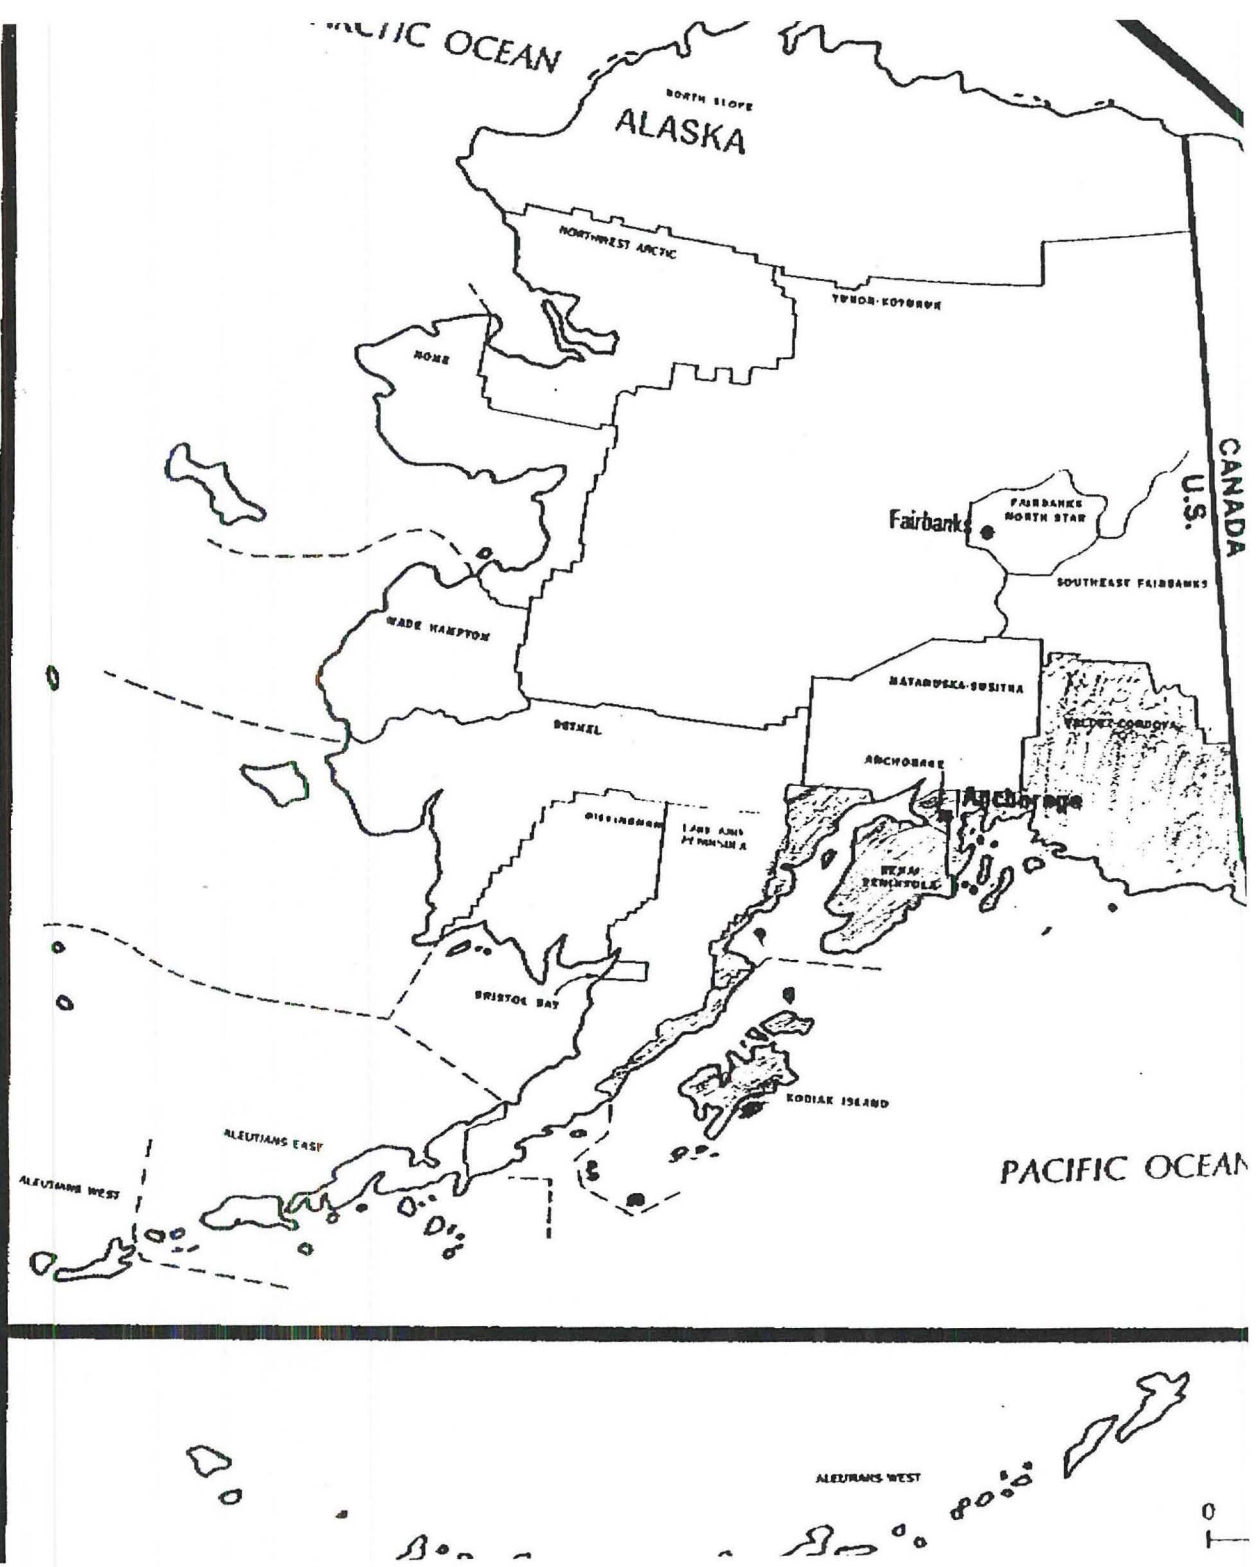 ARCTIC OCEAN
NORTH SLOPE
ALASKA
NORTHWEST ARCTIC
YUKON-KOYUKUK
NOME
CANADA
U.S.
FAIRBANKS
NORTH STAR
Fairbanks
SOUTHEAST FAIRBANKS
WADE HAMPTON
MATANUSKA-SUSITNA
VALDEZ-CORDOVA
BETHEL
ANCHORAGE
Anchorage
DILLINGHAM
LAKE AND
PENINSULA
KENAI
PENINSULA
BRISTOL BAY
KODIAK ISLAND
ALEUTIANS EAST
PACIFIC OCEAN
ALEUTIANS WEST
ALEUTIANS WEST
0